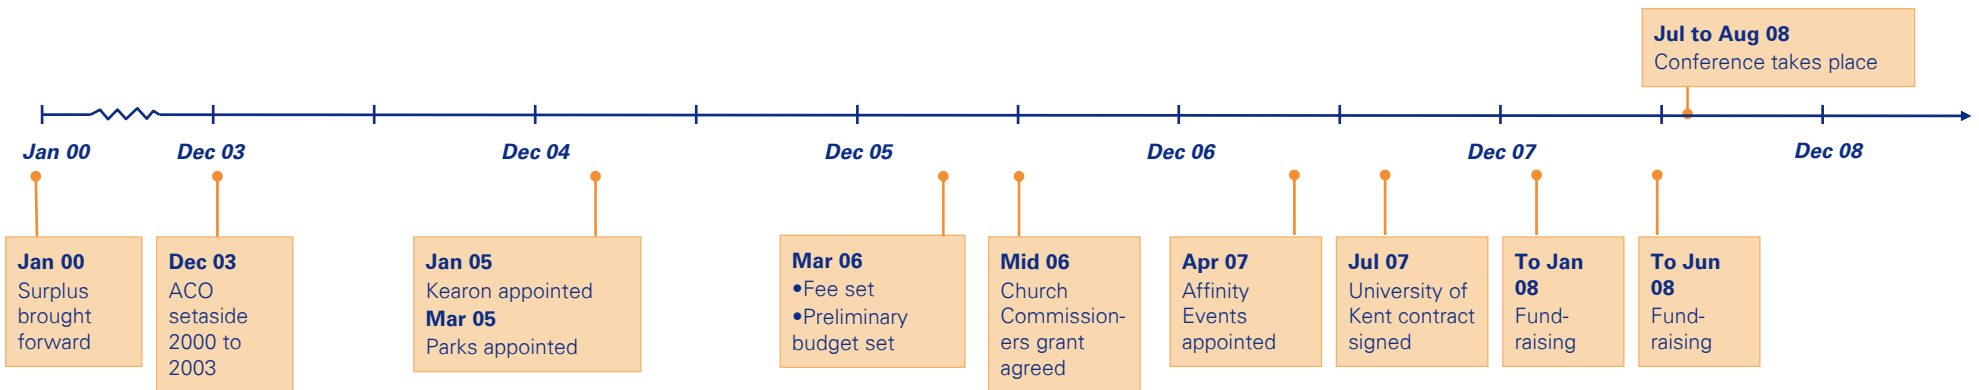 Jul to Aug 08
Conference takes place
Jan 00
Dec 03
Dec 04
Dec 05
Dec 06
Dec 07
Dec 08
Jan 00
Surplus
brought
forward
Dec 03
ACO
setaside
2000 to
2003
Jan 05
Kearon appointed
Mar 05
Parks appointed
Mar 06
•Fee set
•Preliminary
budget set
Mid 06
Church
Commission-
ers grant
agreed
Apr 07
Affinity
Events
appointed
Jul 07
University of
Kent contract
signed
To Jan
08
Fund-
raising
To Jun
08
Fund-
raising